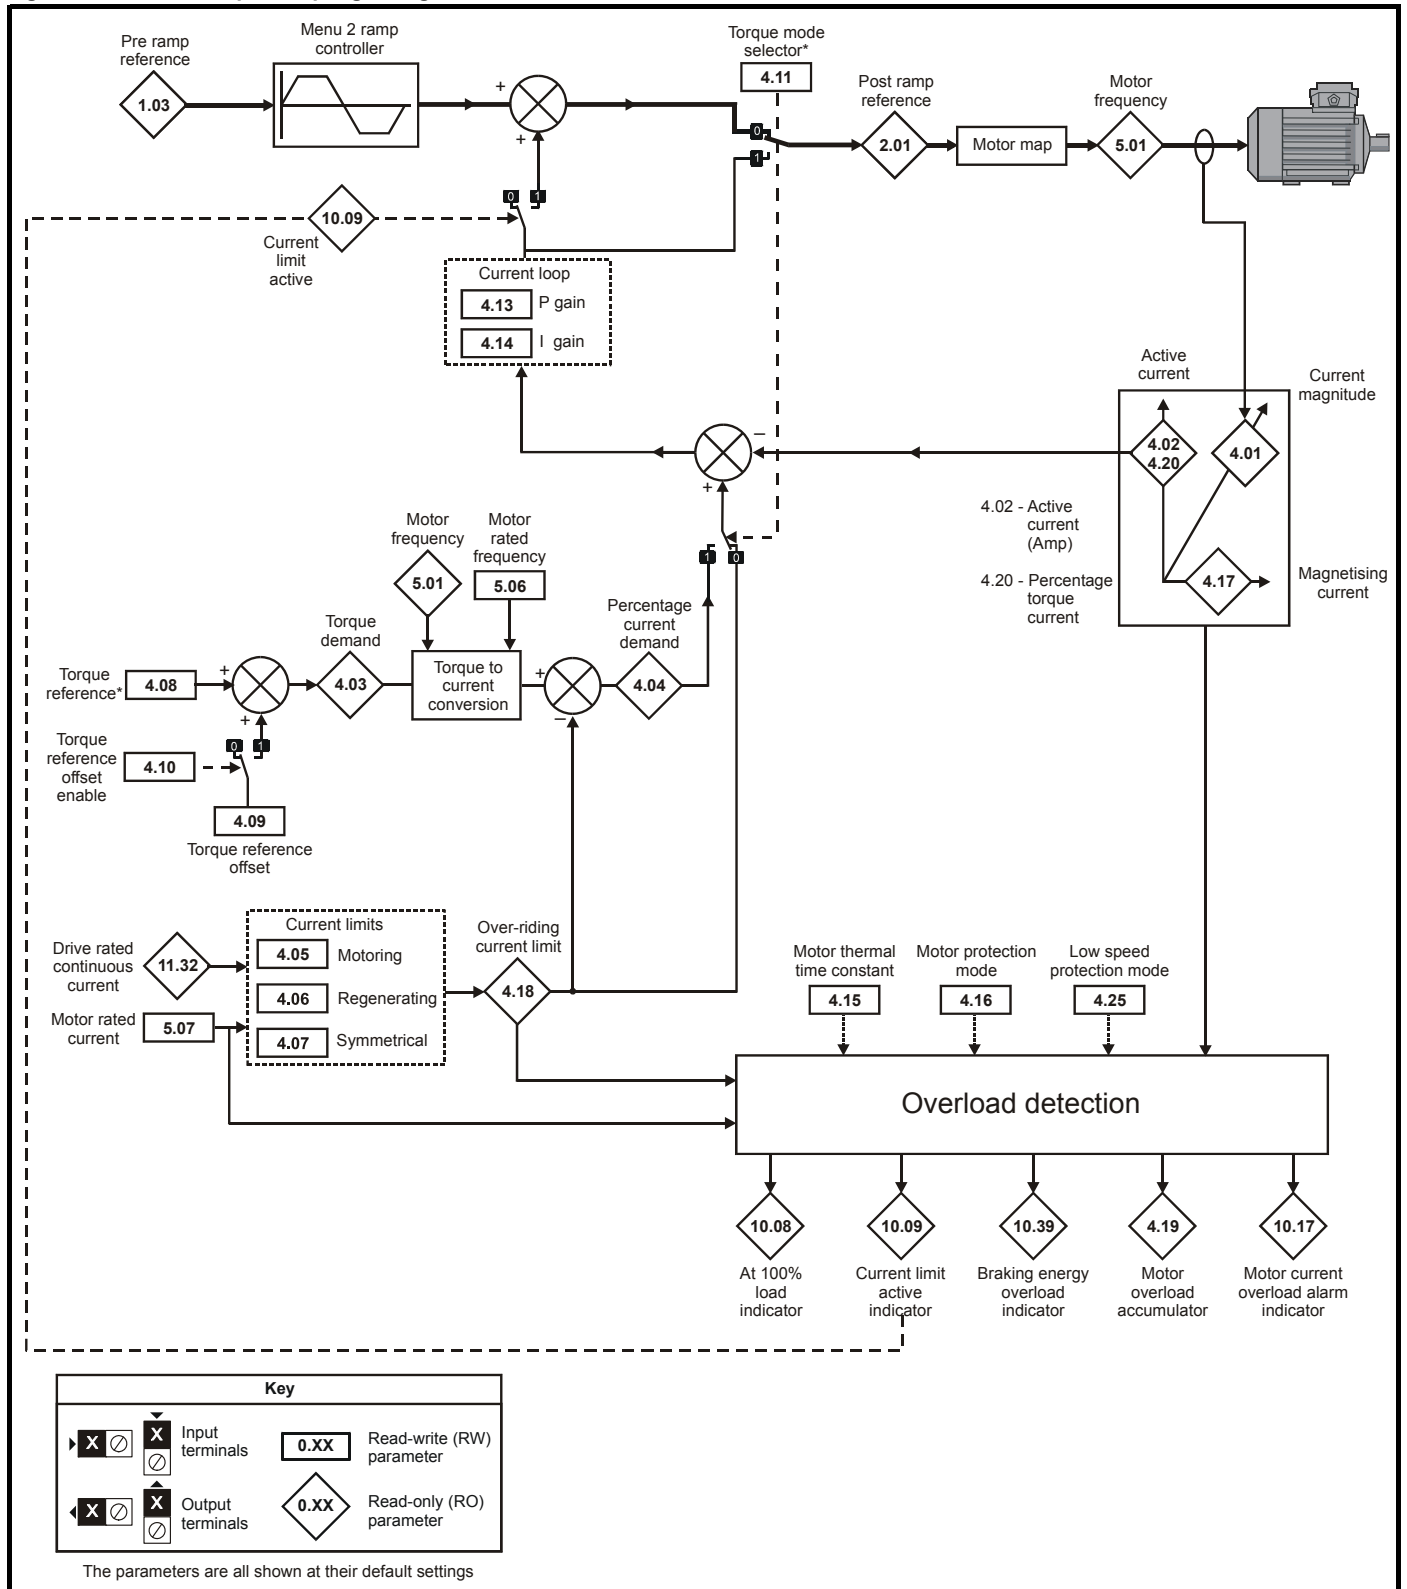 Pre ramp
reference
1.03
Menu 2 ramp
controller
+
+
Torque mode
selector*
4.11
0
1
Post ramp
reference
2.01
Motor map
Motor
frequency
5.01
0 1
10.09
Current
limit
active
Current loop
4.13 P gain
4.14 I gain
Active
current
Current
magnitude
4.02
4.20
4.01
4.17
Magnetising
current
4.02 - Active
current
(Amp)
4.20 - Percentage
torque
current
–
+
1 0
Motor
frequency
5.01
Motor
rated
frequency
5.06
Percentage
current
demand
4.04
Torque
demand
4.03
Torque to
current
conversion
+
–
Torque
reference*
4.08
+
+
0 1
Torque
reference
offset
enable
4.10
4.09
Torque reference
offset
Drive rated
continuous
current
11.32
Motor rated
current
5.07
Current limits
4.05 Motoring
4.06 Regenerating
4.07 Symmetrical
Over-riding
current limit
4.18
Motor thermal
time constant
4.15
Motor protection
mode
4.16
Low speed
protection mode
4.25
Overload detection
10.08
At 100%
load
indicator
10.09
Current limit
active
indicator
10.39
Braking energy
overload
indicator
4.19
Motor
overload
accumulator
10.17
Motor current
overload alarm
indicator
Key
X X Input
terminals
0.XX Read-write (RW)
parameter
X X Output
terminals
0.XX Read-only (RO)
parameter
The parameters are all shown at their default settings